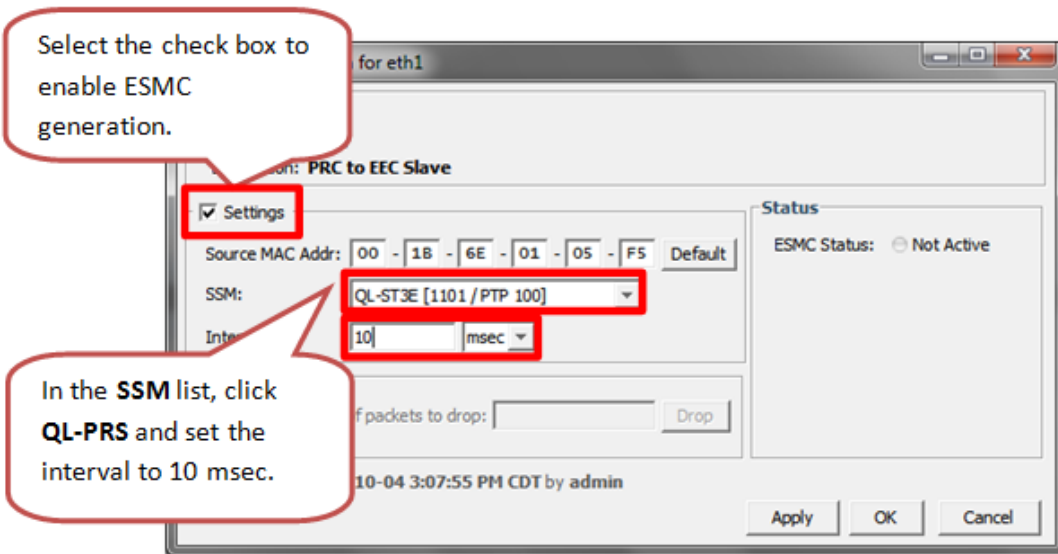 Select the check box to
enable ESMC
generation.
for eth1
on: PRC to EEC Slave
Settings
Source MAC Addr: 00 - 1B - 6E - 01 - 05 - F5 Default
SSM: QL-ST3E [1101 / PTP 100]
10 msec
Status
ESMC Status: Not Active
In the SSM list, click
QL-PRS and set the
interval to 10 msec.
f packets to drop: Drop
10-04 3:07:55 PM CDT by admin
Apply OK Cancel